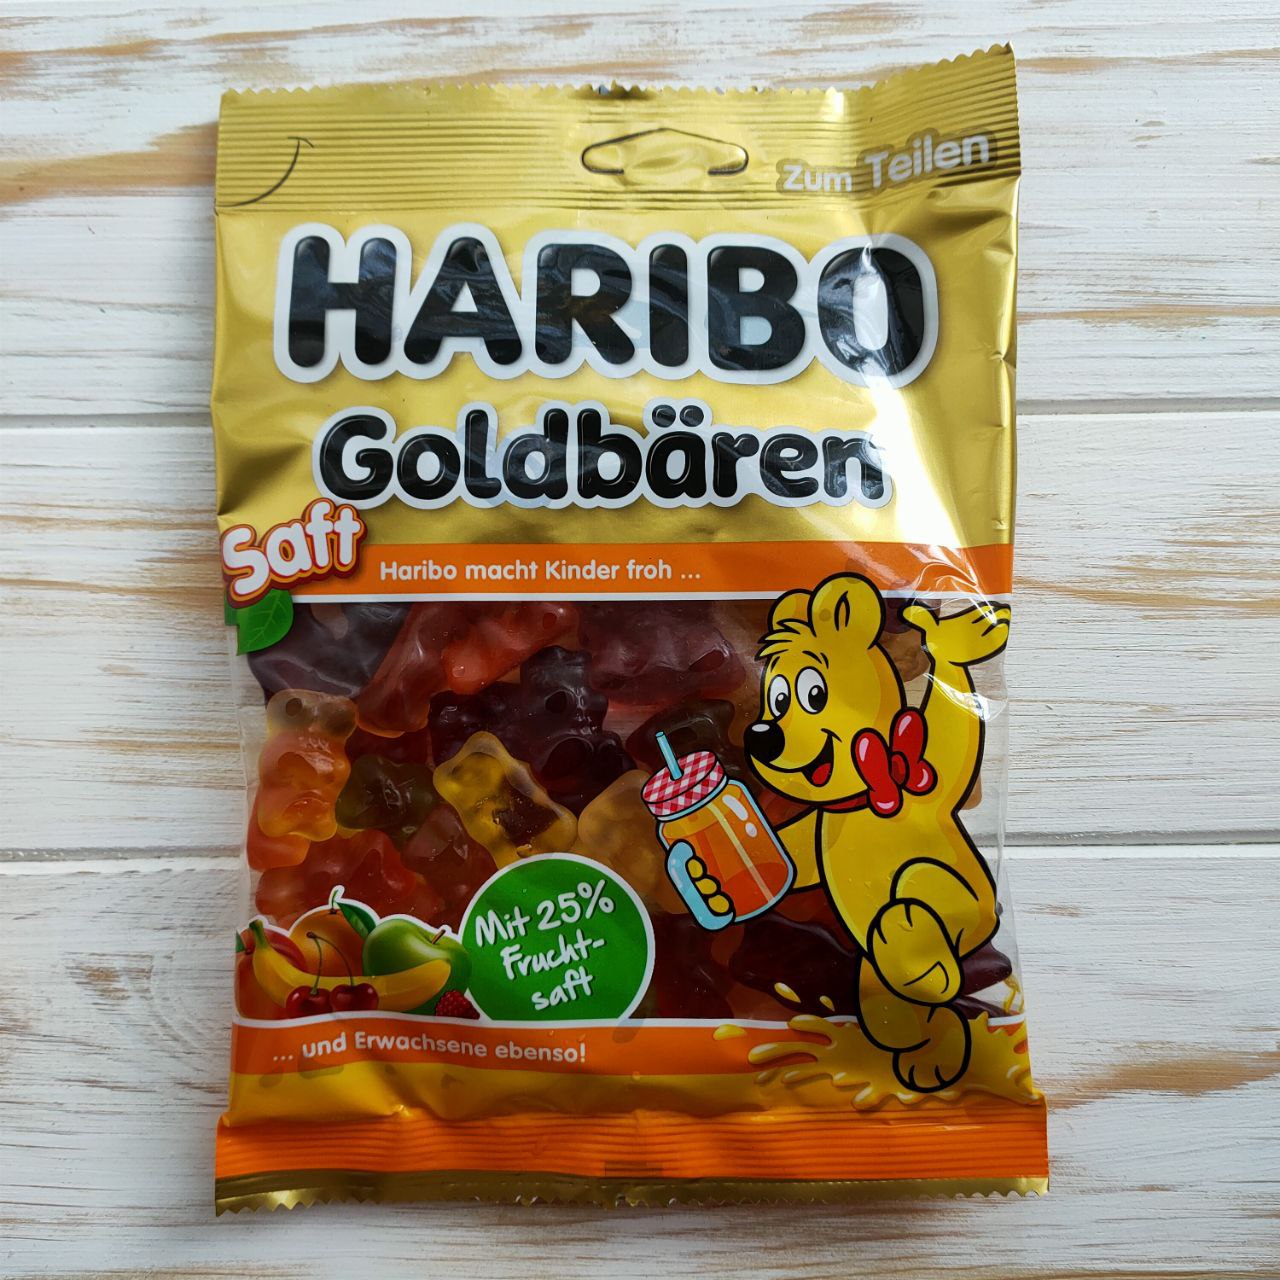 Zum Teilen
HARIBO
Goldbären
Saft
Haribo macht Kinder froh ...
Mit 25%
Frucht-
saft
... und Erwachsene ebenso!